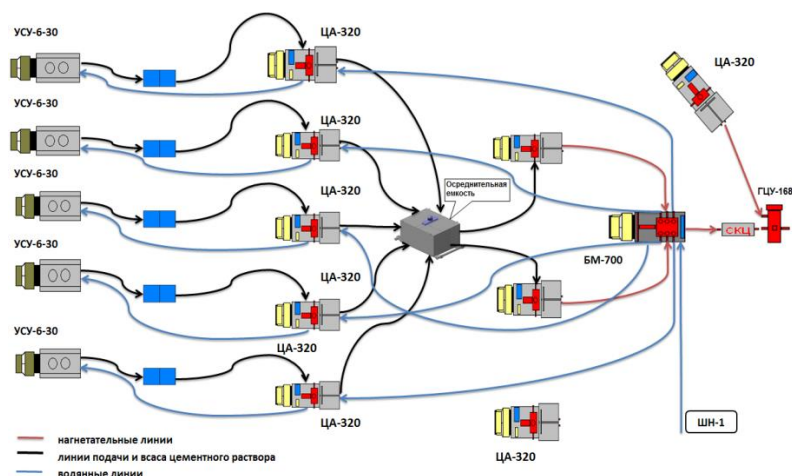 УСУ-6-30
ЦА-320
ЦА-320
УСУ-6-30
ЦА-320
УСУ-6-30
ЦА-320
Осреднительная
емкость
ГЦУ-168
СКЦ
БМ-700
УСУ-6-30
ЦА-320
УСУ-6-30
ЦА-320
ЦА-320
ШН-1
ЦА-320
нагнетательные линии
линии подачи и всаса цементного раствора
водяные линии